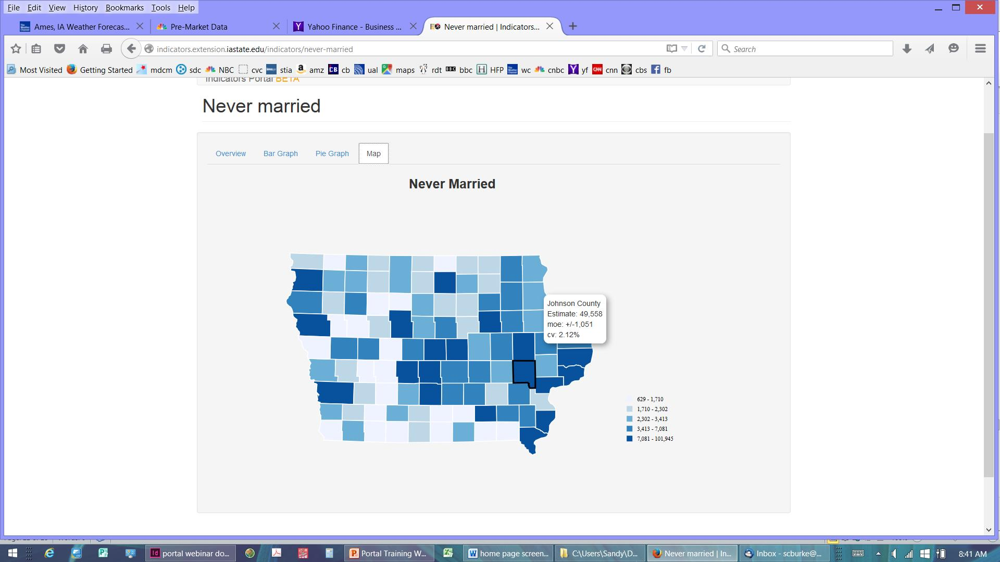 File Edit View History Bookmarks Tools Help
Ames, IA Weather Forecas... Pre-Market Data Yahoo Finance - Business ... Never married | Indicators...
indicators.extension.iastate.edu/indicators/never-married Search
Most Visited Getting Started mdcm sdc NBC cvc stia amz cb ual maps rdt bbc HFP wc cnbc yf cnn cbs fb
Indicators Portal BETA
Never married
Overview Bar Graph Pie Graph Map
Never Married
Johnson County
Estimate: 49,558
moe: +/-1,051
cv: 2.12%
629 - 1,710
1,710 - 2,302
2,302 - 3,413
3,413 - 7,081
7,081 - 101,945
portal webinar do... Portal Training W... home page screen... C:\Users\Sandy\D... Never married | In... Inbox - scburke@... 8:41 AM